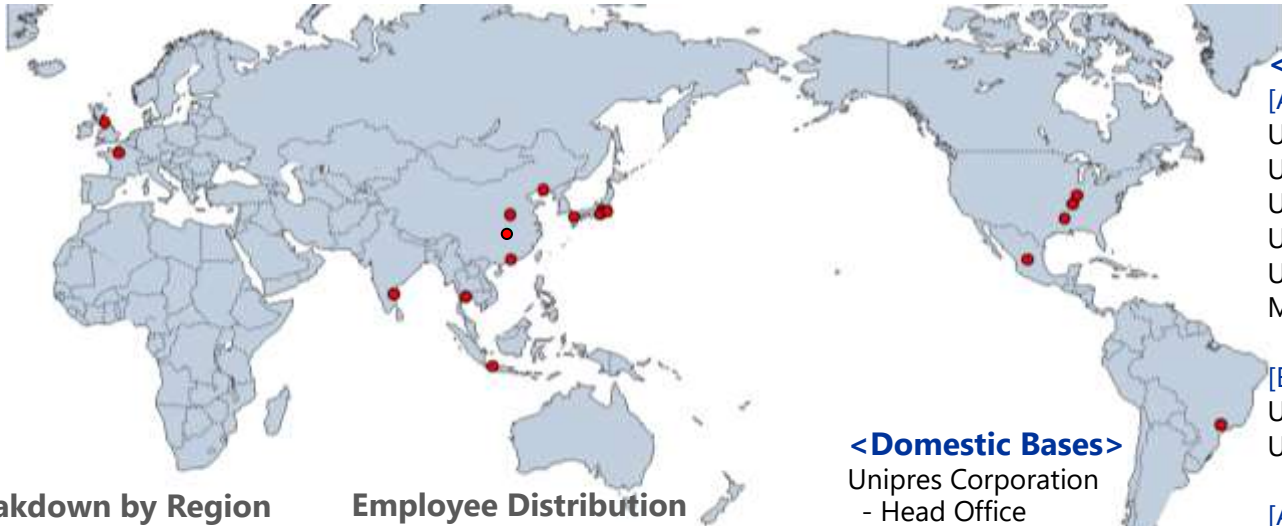 <
[A
U
U
U
U
U
M
[E
U
U
[A
<Domestic Bases>
Unipres Corporation
- Head Office
akdown by Region
Employee Distribution